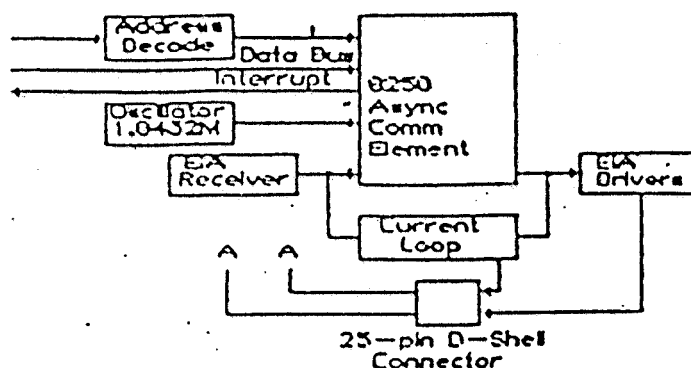 Address
Decode
Data Bus
Interrupt
8250
Async
Comm
Element
Oscillator
1.8432M
EIA
Receiver
EIA
Drivers
Current
Loop
A A
25-pin D-Shell
Connector